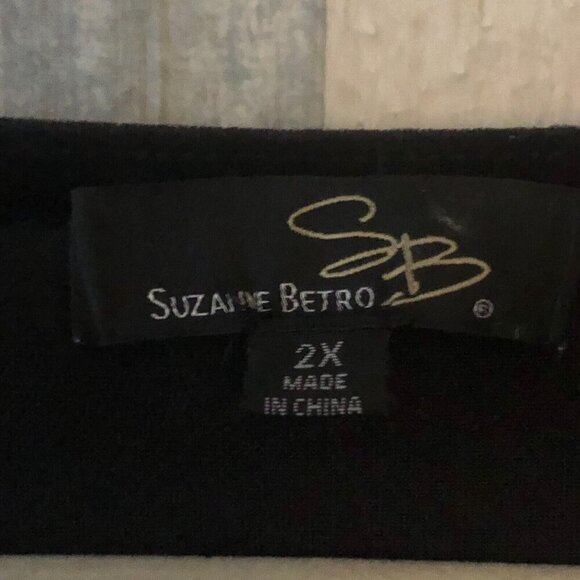 SB
SUZANNE BETRO ®
2X
MADE
IN CHINA